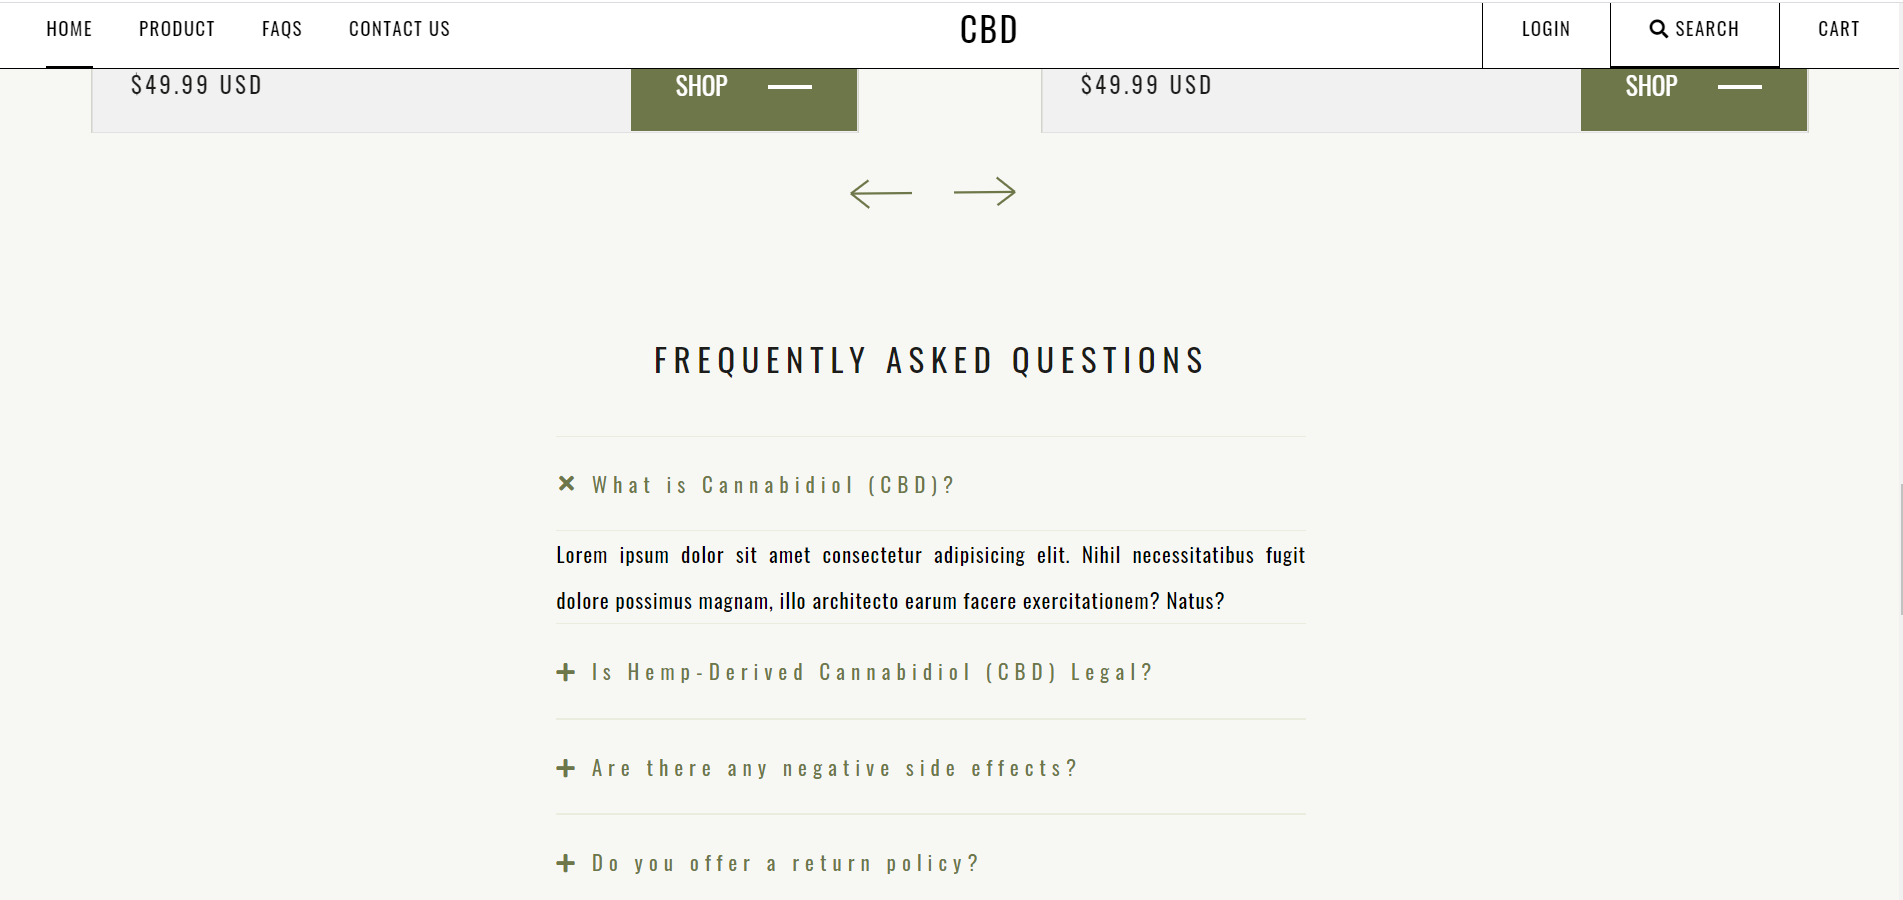 HOME PRODUCT FAQS CONTACT US CBD LOGIN SEARCH CART
$49.99 USD SHOP $49.99 USD SHOP
FREQUENTLY ASKED QUESTIONS
What is Cannabidiol (CBD)?
Lorem ipsum dolor sit amet consectetur adipisicing elit. Nihil necessitatibus fugit
dolore possimus magnam, illo architecto earum facere exercitationem? Natus?
Is Hemp-Derived Cannabidiol (CBD) Legal?
Are there any negative side effects?
Do you offer a return policy?